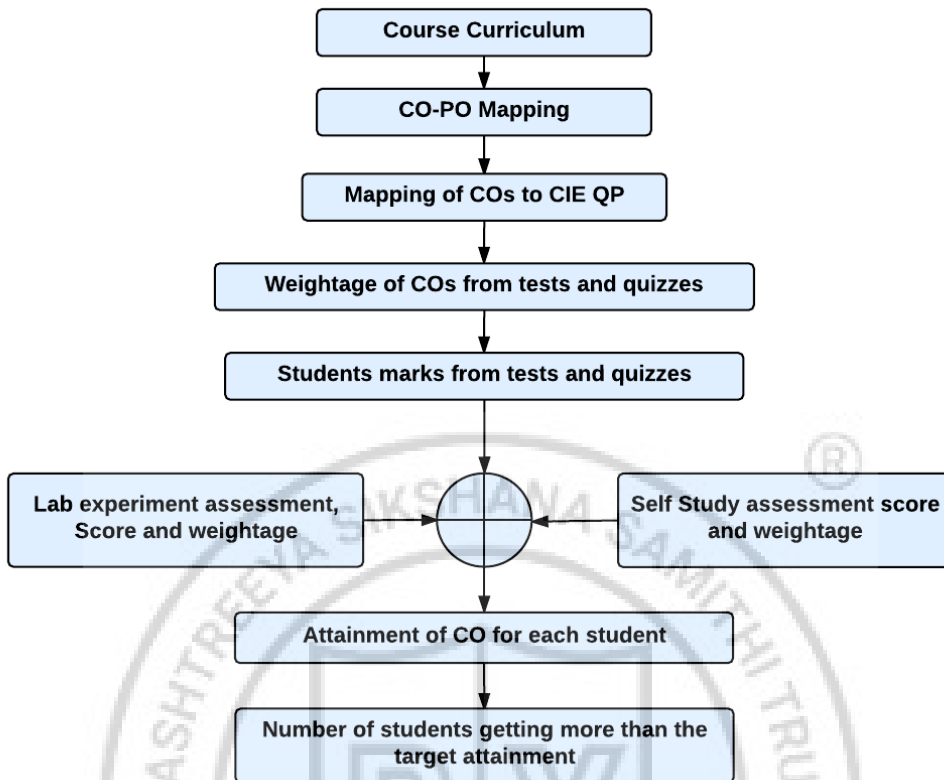 Course Curriculum
CO-PO Mapping
Mapping of COs to CIE QP
Weightage of COs from tests and quizzes
Students marks from tests and quizzes
Lab experiment assessment,
Score and weightage
Self Study assessment score
and weightage
Attainment of CO for each student
Number of students getting more than the
target attainment
SIKSHANA SAMITHI
®